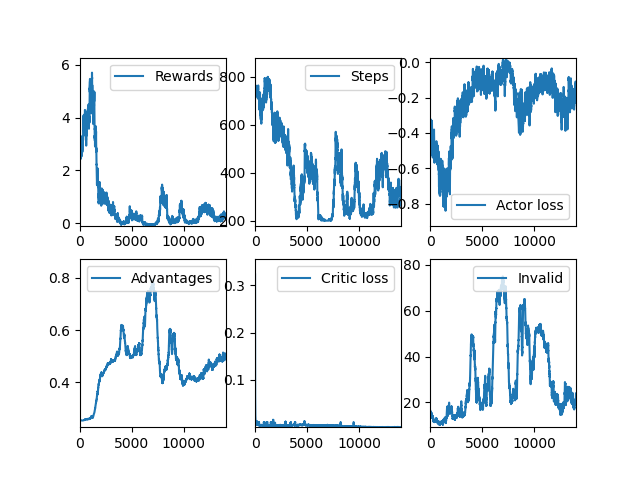 Rewards
6
4
2
0
0 5000 10000
Steps
800
600
400
200
0 5000 10000
Actor loss
0.0
−0.2
−0.4
−0.6
−0.8
0 5000 10000
Advantages
0.8
0.6
0.4
0 5000 10000
Critic loss
0.3
0.2
0.1
0 5000 10000
Invalid
80
60
40
20
0 5000 10000